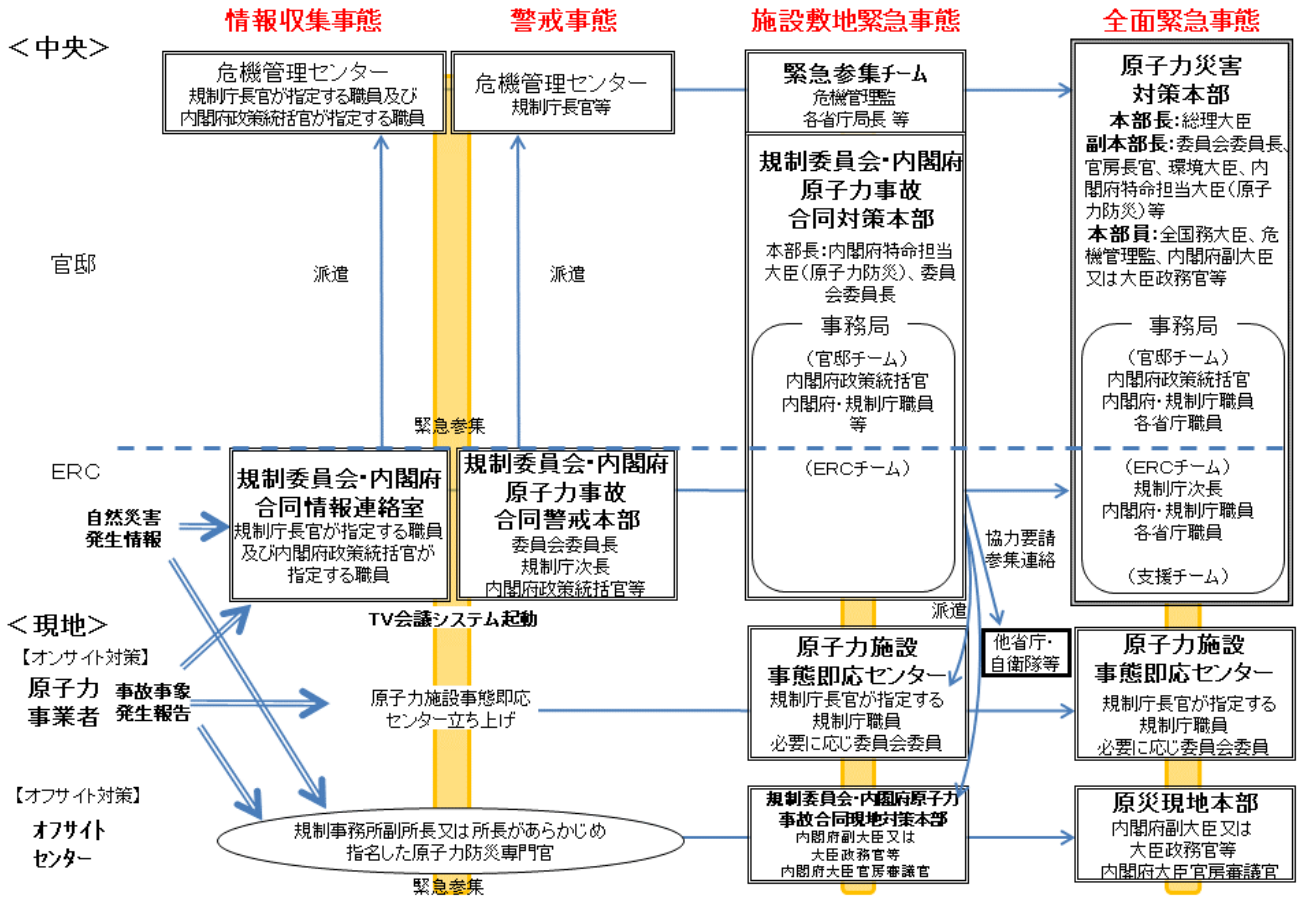 情報収集事態
警戒事態
施設敷地緊急事態
全面緊急事態
＜中央＞
危機管理センター
規制庁長官が指定する職員及び
内閣府政策統括官が指定する職員
危機管理センター
規制庁長官等
緊急参集チーム
危機管理監
各省庁局長 等
規制委員会・内閣府
原子力事故
合同対策本部
本部長：内閣府特命担当
大臣（原子力防災）、委員
会委員長
事務局
（官邸チーム）
内閣府政策統括官
内閣府・規制庁職員
等
（ERCチーム）
原子力災害
対策本部
本部長：総理大臣
副本部長：委員会委員長、
官房長官、環境大臣、内
閣府特命担当大臣（原子
力防災）等
本部員：全国務大臣、危
機管理監、内閣府副大臣
又は大臣政務官等
事務局
（官邸チーム）
内閣府政策統括官
内閣府・規制庁職員
各省庁職員
（ERCチーム）
規制庁次長
内閣府・規制庁職員
各省庁職員
（支援チーム）
官邸
派遣
派遣
緊急参集
ERC
自然災害
発生情報
規制委員会・内閣府
合同情報連絡室
規制庁長官が指定する職員
及び内閣府政策統括官が
指定する職員
規制委員会・内閣府
原子力事故
合同警戒本部
委員会委員長
規制庁次長
内閣府政策統括官等
協力要請
参集連絡
派遣
他省庁・
自衛隊等
TV会議システム起動
＜現地＞
【オンサイト対策】
原子力
事業者
事故事象
発生報告
原子力施設事態即応
センター立ち上げ
原子力施設
事態即応センター
規制庁長官が指定する
規制庁職員
必要に応じ委員会委員
原子力施設
事態即応センター
規制庁長官が指定する
規制庁職員
必要に応じ委員会委員
【オフサイト対策】
オフサイト
センター
規制事務所副所長又は所長があらかじめ
指名した原子力防災専門官
緊急参集
規制委員会・内閣府原子力
事故合同現地対策本部
内閣府副大臣又は
大臣政務官等
内閣府大臣官房審議官
原災現地本部
内閣府副大臣又は
大臣政務官等
内閣府大臣官房審議官